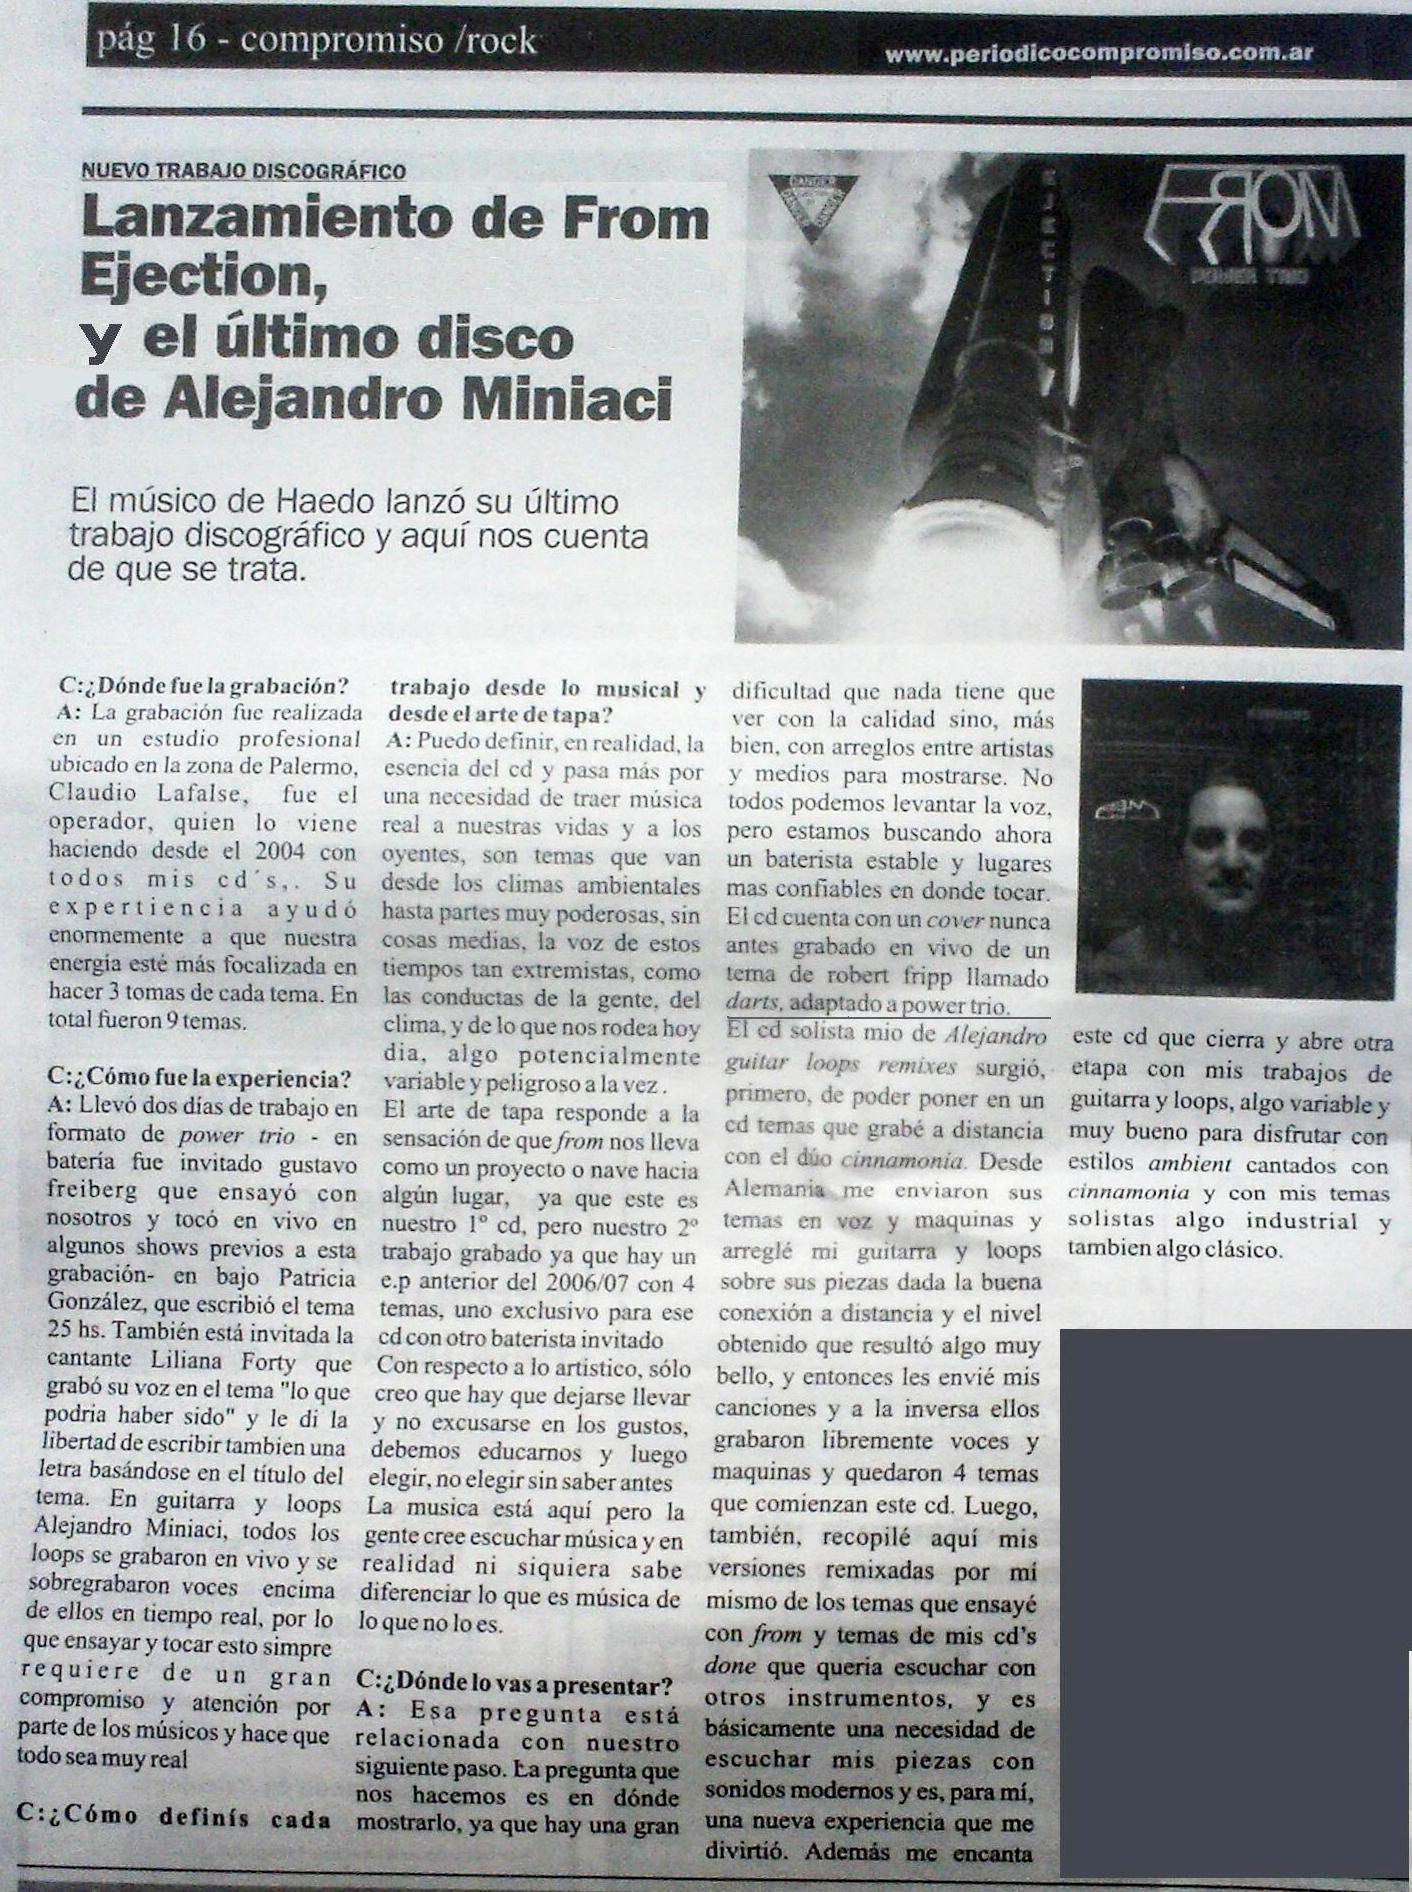 pág 16 - compromiso /rock
www.periodicocompromiso.com.ar
NUEVO TRABAJO DISCOGRÁFICO
Lanzamiento de From
Ejection,
y el último disco
de Alejandro Miniaci
El músico de Haedo lanzó su último
trabajo discográfico y aquí nos cuenta
de que se trata.
DANGER
EJECTION
FROM
POWER TRIO
C:¿Dónde fue la grabación?
A: La grabación fue realizada
en un estudio profesional
ubicado en la zona de Palermo,
Claudio Lafalse, fue el
operador, quien lo viene
haciendo desde el 2004 con
todos mis cd´s,. Su
expertiencia ayudó
enormemente a que nuestra
energía esté más focalizada en
hacer 3 tomas de cada tema. En
total fueron 9 temas.
C:¿Cómo fue la experiencia?
A: Llevó dos días de trabajo en
formato de power trio - en
batería fue invitado gustavo
freiberg que ensayó con
nosotros y tocó en vivo en
algunos shows previos a esta
grabación- en bajo Patricia
González, que escribió el tema
25 hs. También está invitada la
cantante Liliana Forty que
grabó su voz en el tema "lo que
podria haber sido" y le di la
libertad de escribir tambien una
letra basándose en el título del
tema. En guitarra y loops
Alejandro Miniaci, todos los
loops se grabaron en vivo y se
sobregrabaron voces encima
de ellos en tiempo real, por lo
que ensayar y tocar esto simpre
requiere de un gran
compromiso y atención por
parte de los músicos y hace que
todo sea muy real
C:¿Cómo definís cada
trabajo desde lo musical y
desde el arte de tapa?
A: Puedo definir, en realidad, la
esencia del cd y pasa más por
una necesidad de traer música
real a nuestras vidas y a los
oyentes, son temas que van
desde los climas ambientales
hasta partes muy poderosas, sin
cosas medias, la voz de estos
tiempos tan extremistas, como
las conductas de la gente, del
clima, y de lo que nos rodea hoy
dia, algo potencialmente
variable y peligroso a la vez.
El arte de tapa responde a la
sensación de que from nos lleva
como un proyecto o nave hacia
algún lugar, ya que este es
nuestro 1º cd, pero nuestro 2º
trabajo grabado ya que hay un
e.p anterior del 2006/07 con 4
temas, uno exclusivo para ese
cd con otro baterista invitado
Con respecto a lo artistico, sólo
creo que hay que dejarse llevar
y no excusarse en los gustos,
debemos educarnos y luego
elegir, no elegir sin saber antes
La musica está aquí pero la
gente cree escuchar música y en
realidad ni siquiera sabe
diferenciar lo que es música de
lo que no lo es.
C:¿Dónde lo vas a presentar?
A: Esa pregunta está
relacionada con nuestro
siguiente paso. La pregunta que
nos hacemos es en dónde
mostrarlo, ya que hay una gran
dificultad que nada tiene que
ver con la calidad sino, más
bien, con arreglos entre artistas
y medios para mostrarse. No
todos podemos levantar la voz,
pero estamos buscando ahora
un baterista estable y lugares
mas confiables en donde tocar.
El cd cuenta con un cover nunca
antes grabado en vivo de un
tema de robert fripp llamado
darts, adaptado a power trio.
El cd solista mio de Alejandro
guitar loops remixes surgió,
primero, de poder poner en un
cd temas que grabé a distancia
con el dúo cinnamonia. Desde
Alemania me enviaron sus
temas en voz y maquinas y
arreglé mi guitarra y loops
sobre sus piezas dada la buena
conexión a distancia y el nivel
obtenido que resultó algo muy
bello, y entonces les envié mis
canciones y a la inversa ellos
grabaron libremente voces y
maquinas y quedaron 4 temas
que comienzan este cd. Luego,
también, recopilé aquí mis
versiones remixadas por mí
mismo de los temas que ensayé
con from y temas de mis cd's
done que queria escuchar con
otros instrumentos, y es
básicamente una necesidad de
escuchar mis piezas con
sonidos modernos y es, para mí,
una nueva experiencia que me
divirtió. Además me encanta
este cd que cierra y abre otra
etapa con mis trabajos de
guitarra y loops, algo variable y
muy bueno para disfrutar con
estilos ambient cantados con
cinnamonia y con mis temas
solistas algo industrial y
tambien algo clásico.